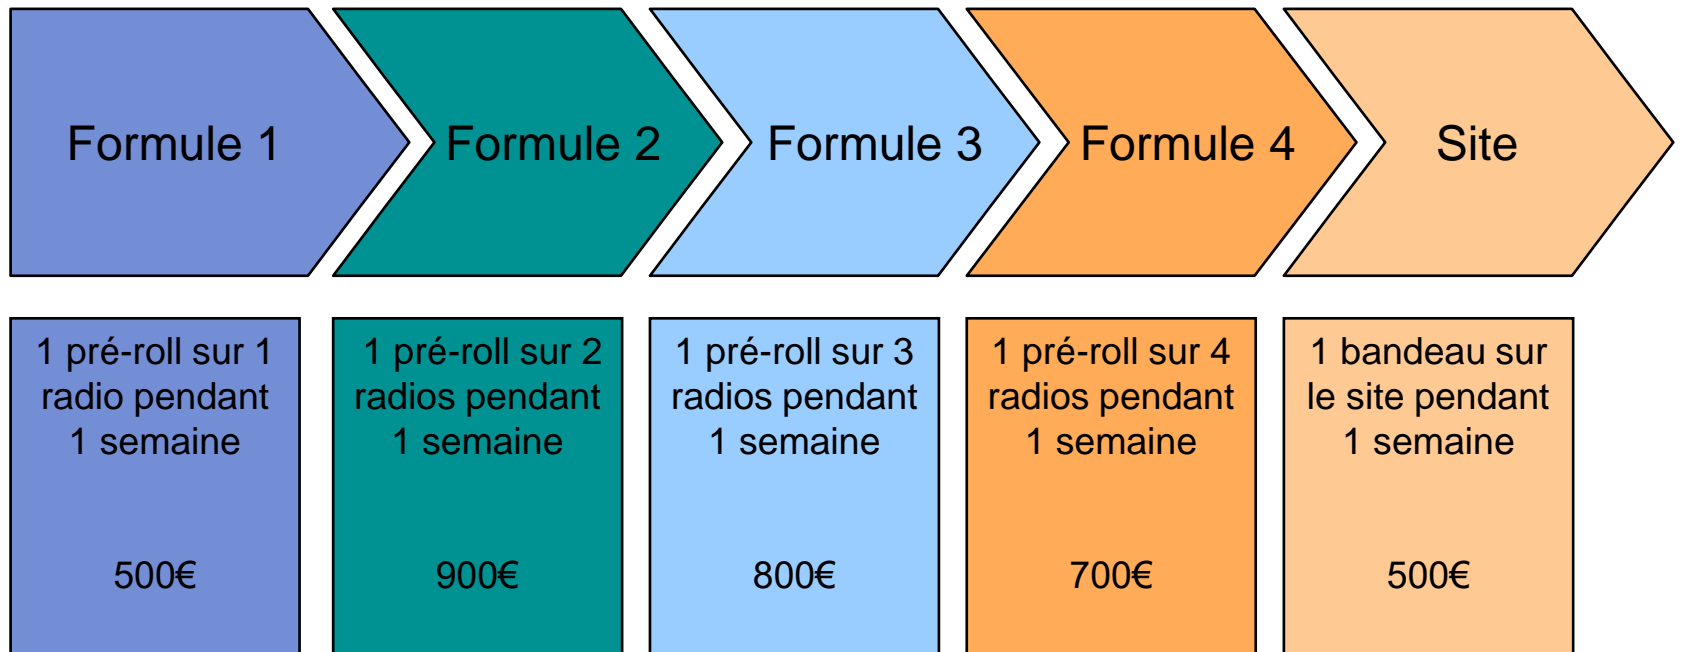 Formule 1
Formule 2
Formule 3
Formule 4
Site
1 pré-roll sur 1
radio pendant
1 semaine
500€
1 pré-roll sur 2
radios pendant
1 semaine
900€
1 pré-roll sur 3
radios pendant
1 semaine
800€
1 pré-roll sur 4
radios pendant
1 semaine
700€
1 bandeau sur
le site pendant
1 semaine
500€